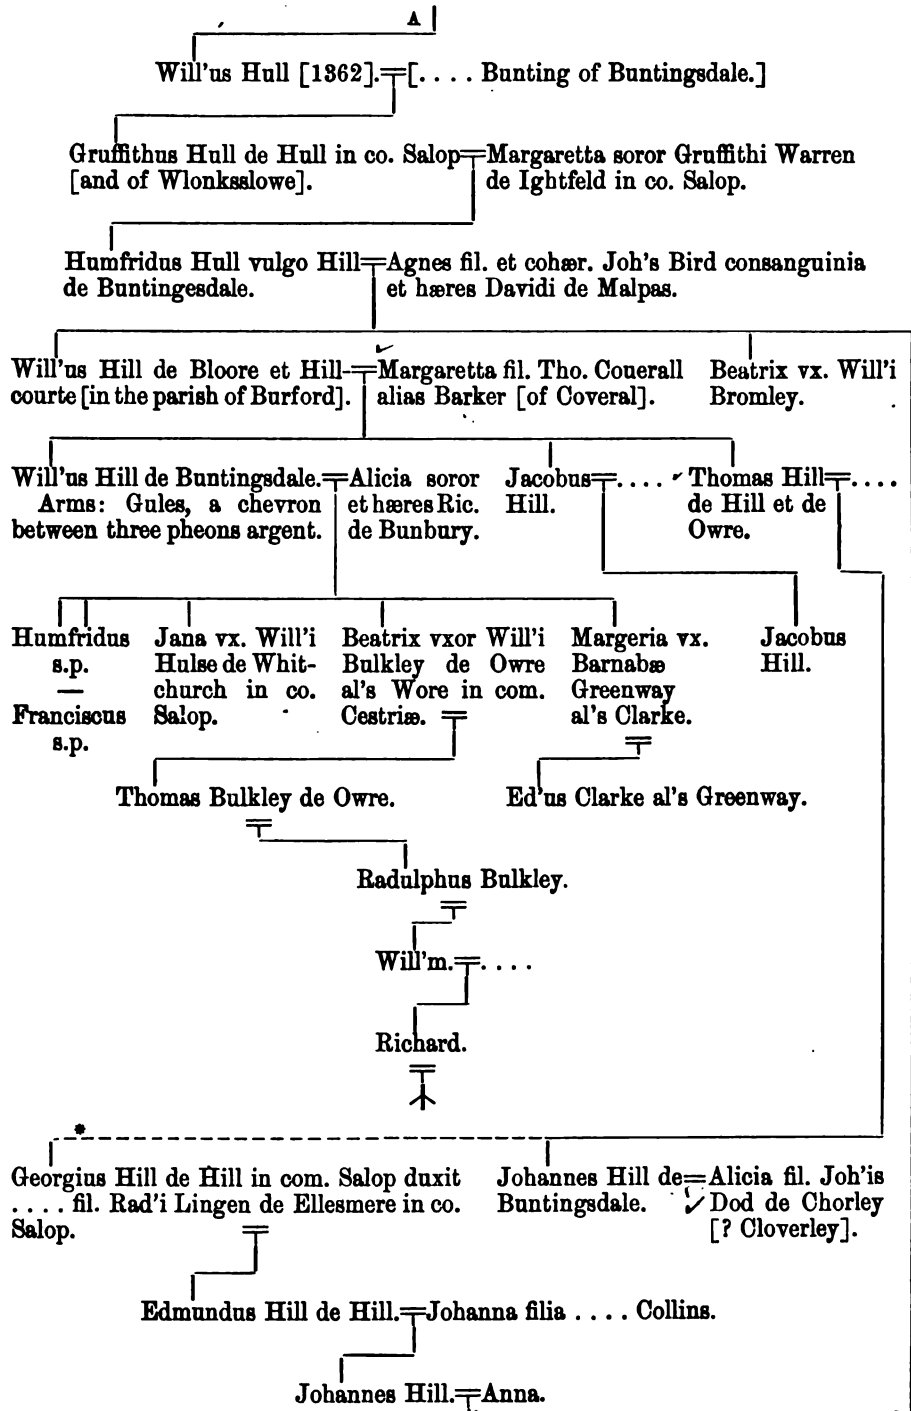 A
Will'us Hull [1362].=[.... Bunting of Buntingsdale.]
Gruffithus Hull de Hull in co. Salop=Margaretta soror Gruffithi Warren
[and of Wlonksslowe]. de Ightfeld in co. Salop.
Humfridus Hull vulgo Hill=Agnes fil. et cohær. Joh's Bird consanguinia
de Buntingesdale. et hæres Davidi de Malpas.
Will'us Hill de Bloore et Hill-=Margaretta fil. Tho. Couerall
courte [in the parish of Burford]. alias Barker [of Coveral].
Beatrix vx. Will'i
Bromley.
Will'us Hill de Buntingsdale.=Alicia soror
Arms: Gules, a chevron et hæres Ric.
between three pheons argent. de Bunbury.
Jacobus=....
Hill.
Thomas Hill=....
de Hill et de
Owre.
Humfridus
s.p.
—
Franciscus
s.p.
Jana vx. Will'i
Hulse de Whit-
church in co.
Salop.
Beatrix vxor Will'i
Bulkley de Owre
al's Wore in com.
Cestriæ. =
Margeria vx.
Barnabæ
Greenway
al's Clarke.
=
Jacobus
Hill.
Thomas Bulkley de Owre.
=
Ed'us Clarke al's Greenway.
Radulphus Bulkley.
=
Will'm.=....
Richard.
=
*
Georgius Hill de Hill in com. Salop duxit
.... fil. Rad'i Lingen de Ellesmere in co.
Salop. =
Johannes Hill de=Alicia fil. Joh'is
Buntingsdale. Dod de Chorley
[? Cloverley].
Edmundus Hill de Hill.=Johanna filia .... Collins.
Johannes Hill.=Anna.